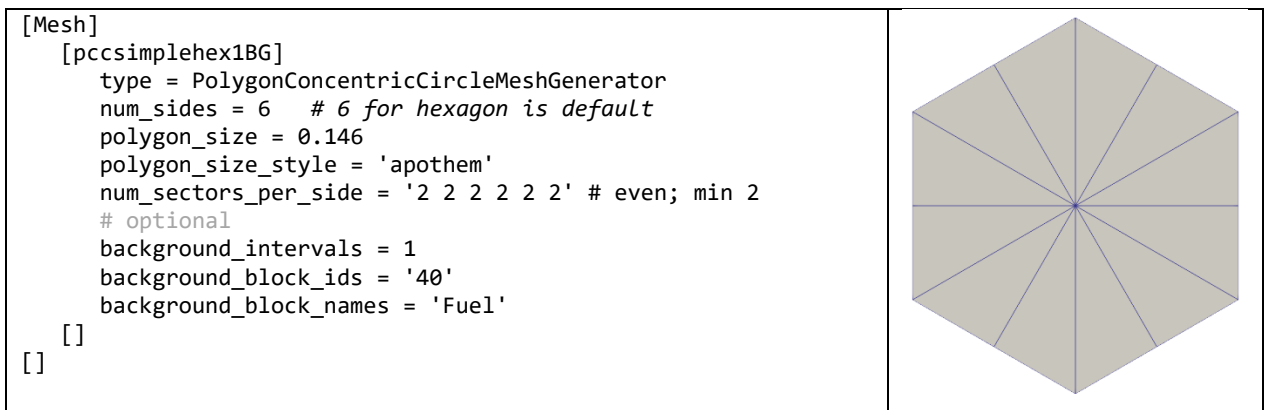 [Mesh]
[pccsimplehex1BG]
type = PolygonConcentricCircleMeshGenerator
num_sides = 6 # 6 for hexagon is default
polygon_size = 0.146
polygon_size_style = 'apothem'
num_sectors_per_side = '2 2 2 2 2 2' # even; min 2
# optional
background_intervals = 1
background_block_ids = '40'
background_block_names = 'Fuel'
[]
[]